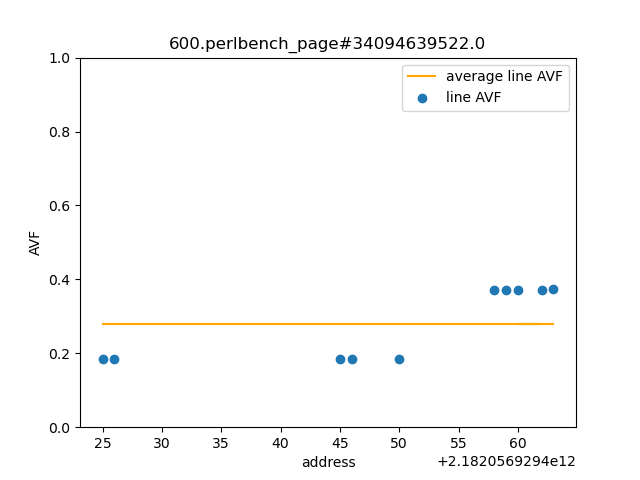 600.perlbench_page#34094639522.0
1.0
0.8
0.6
0.4
0.2
0.0
AVF
average line AVF
line AVF
25 30 35 40 45 50 55 60
address
+2.1820569294e12